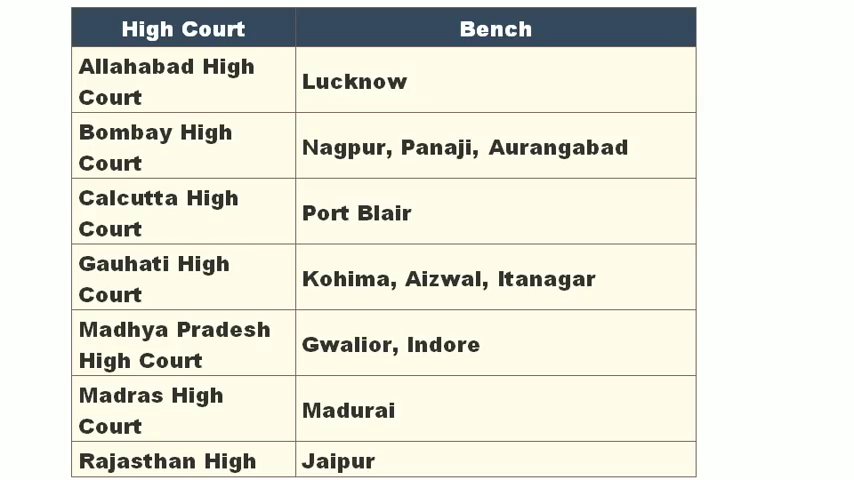 High Court Bench
Allahabad High
Court
Lucknow
Bombay High
Court
Nagpur, Panaji, Aurangabad
Calcutta High
Court
Port Blair
Gauhati High
Court
Kohima, Aizwal, Itanagar
Madhya Pradesh
High Court
Gwalior, Indore
Madras High
Court
Madurai
Rajasthan High Jaipur